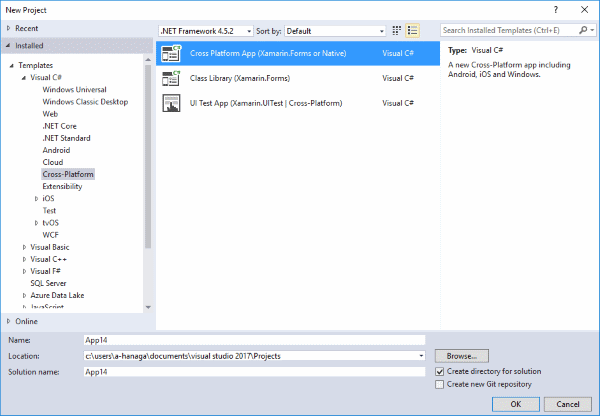 New Project
? ×
Recent
.NET Framework 4.5.2 Sort by: Default
Search Installed Templates (Ctrl+E)
Installed
Templates
Visual C#
Windows Universal
Windows Classic Desktop
Web
.NET Core
.NET Standard
Android
Cloud
Cross-Platform
Extensibility
iOS
Test
tvOS
WCF
Visual Basic
Visual C++
Visual F#
SQL Server
Azure Data Lake
JavaScript
Online
Cross Platform App (Xamarin.Forms or Native) Visual C#
Class Library (Xamarin.Forms) Visual C#
UI Test App (Xamarin.UITest | Cross-Platform) Visual C#
Type: Visual C#
A new Cross-Platform app including
Android, iOS and Windows.
Name: App14
Location: c:\users\a-hanaga\documents\visual studio 2017\Projects
Browse...
Solution name: App14
Create directory for solution
Create new Git repository
OK Cancel